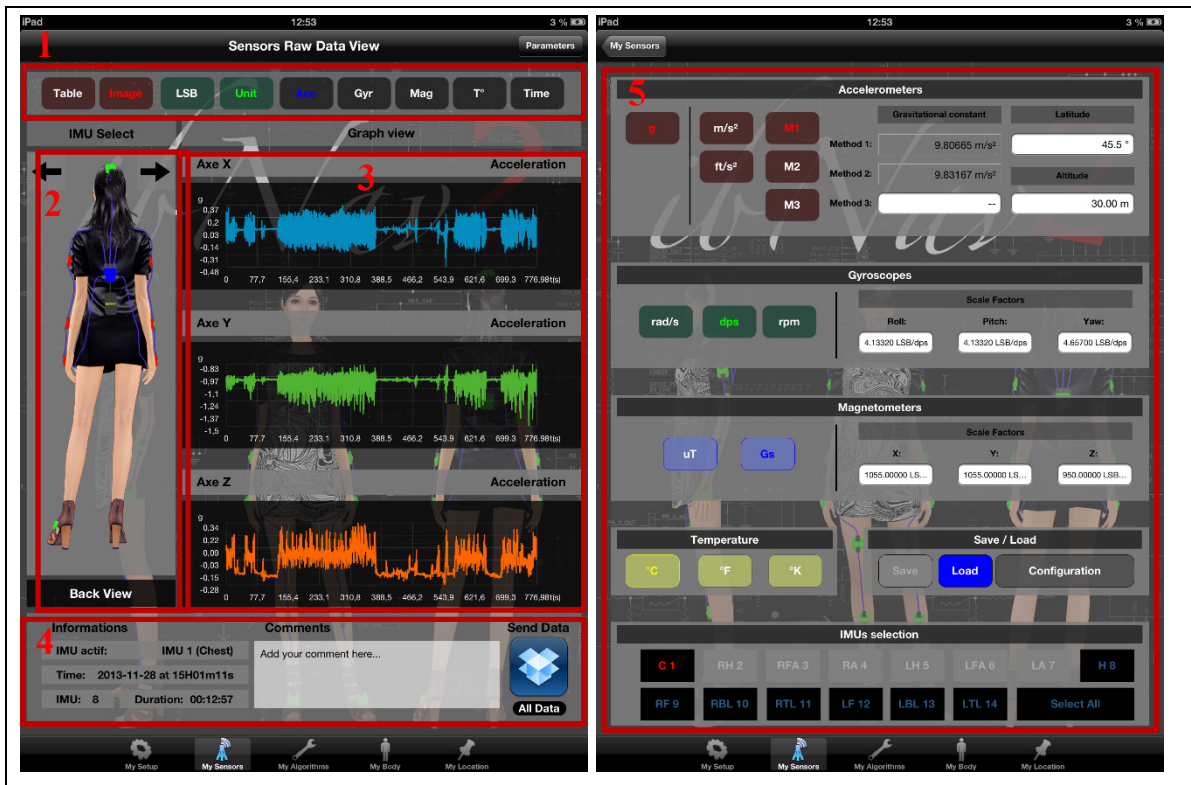 iPad 12:53 3 %
1 Sensors Raw Data View Parameters
Table Image LSB Unit Acc Gyr Mag T° Time
IMU Select Graph view
2
Back View
Axe X 3 Acceleration
g
0.37
0.2
0.03
-0.14
-0.31
-0.48
0 77,7 155,4 233,1 310,8 388,5 466,2 543,9 621,6 699,3 776,98t(s)
Axe Y Acceleration
g
-0.83
-0.97
-1,1
-1,24
-1,37
-1,5
0 77,7 155,4 233,1 310,8 388,5 466,2 543,9 621,6 699,3 776,98t(s)
Axe Z Acceleration
g
0.34
0.22
0.09
-0.03
-0.15
-0.28
0 77,7 155,4 233,1 310,8 388,5 466,2 543,9 621,6 699,3 776,98t(s)
4
Informations Comments Send Data
IMU actif: IMU 1 (Chest)
Time: 2013-11-28 at 15H01m11s
IMU: 8 Duration: 00:12:57
Add your comment here...
All Data
My Setup My Sensors My Algorithms My Body My Location
iPad 12:53 3 %
My Sensors
5
Accelerometers
Gravitational constant Latitude
g m/s² M1 Method 1: 9.80665 m/s² 45.5 °
ft/s² M2 Method 2: 9.83167 m/s² Altitude
M3 Method 3: -- 30.00 m
Gyroscopes
Scale Factors
rad/s dps rpm Roll: Pitch: Yaw:
4.13320 LSB/dps 4.13320 LSB/dps 4.65700 LSB/dps
Magnetometers
Scale Factors
uT Gs X: Y: Z:
1055.00000 LS... 1055.00000 LS... 950.00000 LSB...
Temperature Save / Load
°C °F °K Save Load Configuration
IMUs selection
C 1 RH 2 RFA 3 RA 4 LH 5 LFA 6 LA 7 H 8
RF 9 RBL 10 RTL 11 LF 12 LBL 13 LTL 14 Select All
My Setup My Sensors My Algorithms My Body My Location